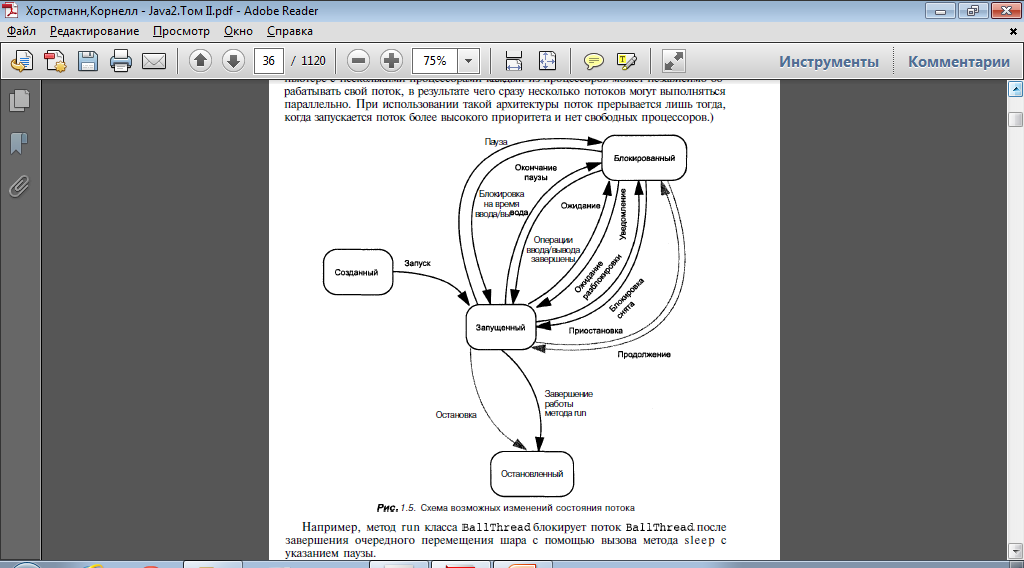 Хорстманн,Корнелл - Java2.Том II.pdf - Adobe Reader
Файл Редактирование Просмотр Окно Справка
36 / 1120 75% Инструменты Комментарии
рабатывать свой поток, в результате чего сразу несколько потоков могут выполняться
параллельно. При использовании такой архитектуры поток прерывается лишь тогда,
когда запускается поток более высокого приоритета и нет свободных процессоров.)
Пауза
Блокированный
Окончание
паузы
Блокировка
на время
ввода/вывода
Ожидание
Уведомление
Операции
ввода/вывода
завершены
Ожидание
разблокировки
Созданный
Запуск
Блокировка
снята
Запущенный
Приостановка
Продолжение
Завершение
работы
метода run
Остановка
Остановленный
Рис. 1.5. Схема возможных изменений состояния потока
Например, метод run класса BallThread блокирует поток BallThread после
завершения очередного перемещения шара с помощью вызова метода sleep с
указанием паузы.